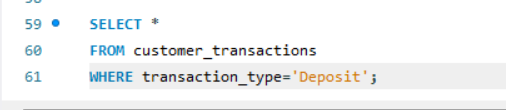 59 SELECT *
60 FROM customer_transactions
61 WHERE transaction_type='Deposit';